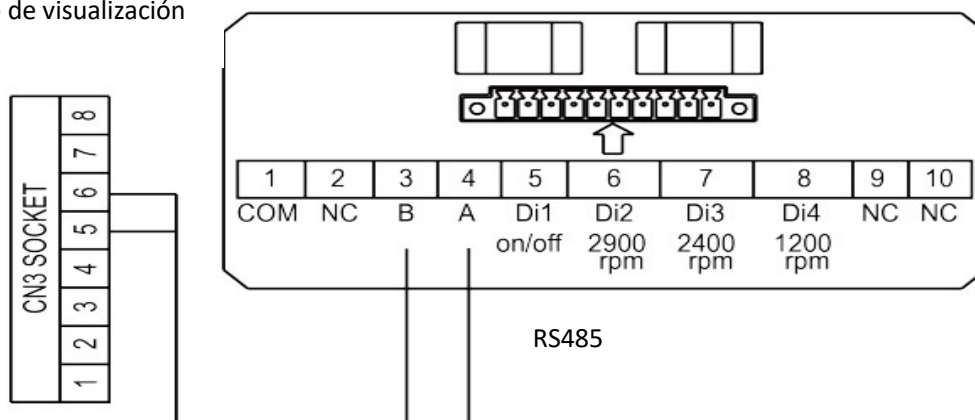 de visualización
CN3 SOCKET
8
7
6
5
4
3
2
1
1 2 3 4 5 6 7 8 9 10
COM NC B A Di1 Di2 Di3 Di4 NC NC
on/off 2900 2400 1200
rpm rpm rpm
RS485